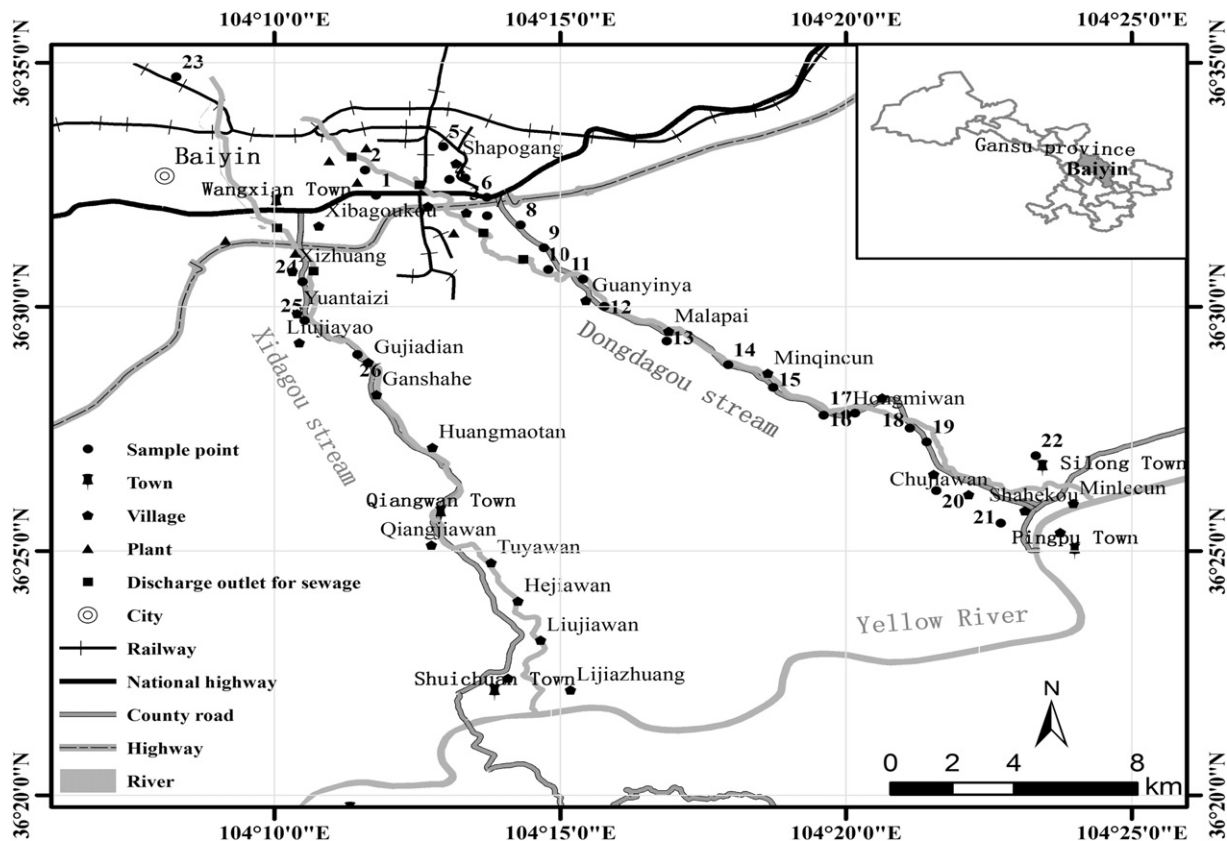 104°10'0"E
104°15'0"E
104°20'0"E
104°25'0"E
36°35'0"N
36°35'0"N
23
5
Shapogang
2
4
Baiyin
Gansu province
Baiyin
1
6
Wangxian Town
3
Xibagoukou
8
9
Xizhuang
10
24
11
Guanyinya
36°30'0"N
36°30'0"N
Yuantaizi
25
12
Malapai
Liujiayao
13
Gujiadian
14
Minqincun
26
15
Ganshahe
Xidagou stream
Dongdagou stream
17
Hongmiwan
16
18
19
Huangmaotan
22
Silong Town
Chujiawan
Minlecun
20
Shahekou
Qiangwan Town
21
Qiangjiawan
Pingpu Town
Tuyawan
36°25'0"N
36°25'0"N
Hejiawan
Liujiawan
Yellow River
Shuichuan Town
Lijiazhuang
Sample point
Town
Village
Plant
Discharge outlet for sewage
City
Railway
National highway
County road
Highway
River
N
0 2 4 8
km
36°20'0"N
36°20'0"N
104°10'0"E
104°15'0"E
104°20'0"E
104°25'0"E